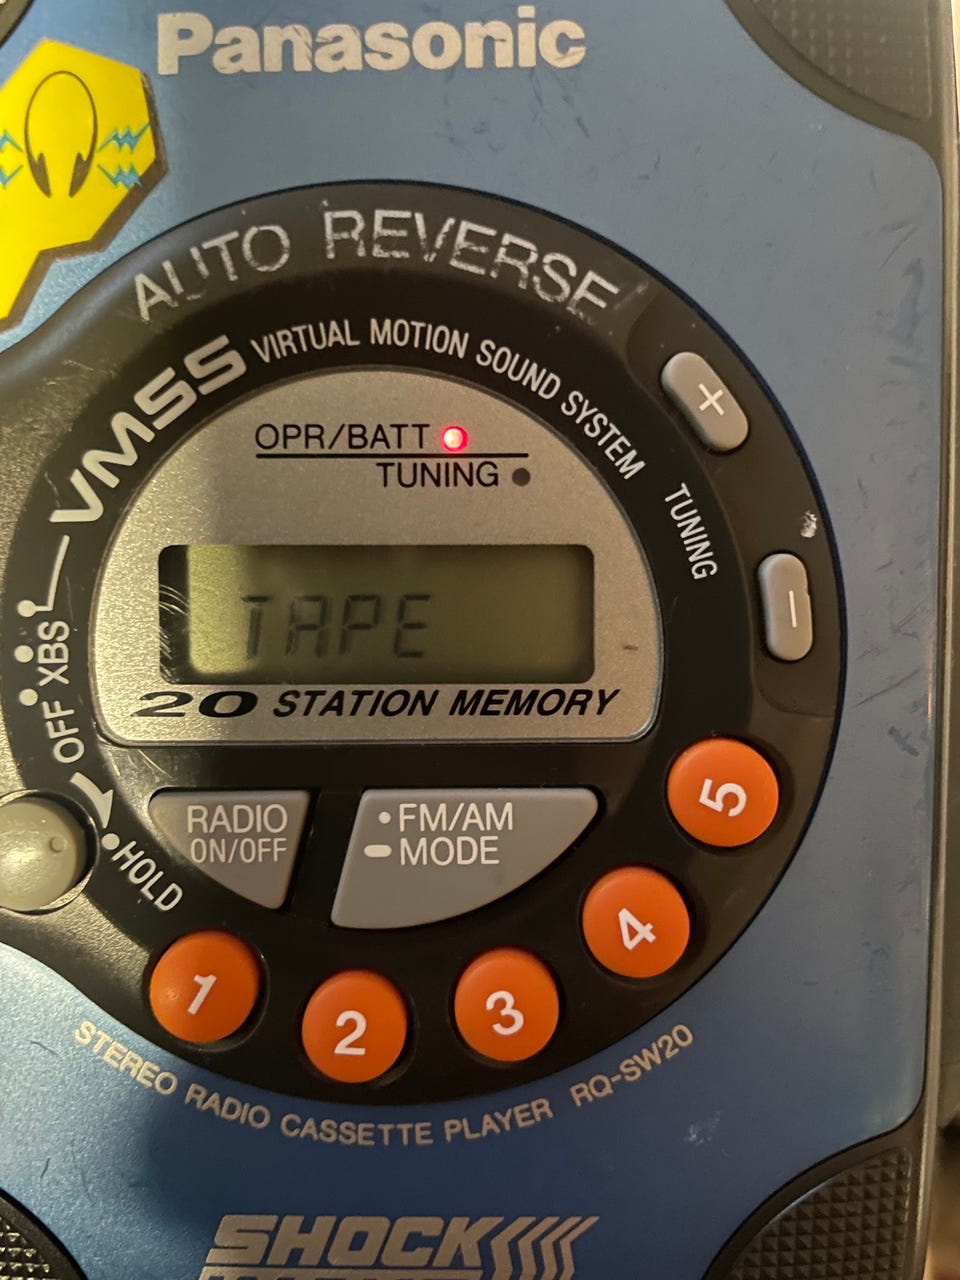 Panasonic
AUTO REVERSE
VMSS VIRTUAL MOTION SOUND SYSTEM
OPR/BATT
TUNING
+
TUNING
−
TAPE
20 STATION MEMORY
XBS
OFF
HOLD
RADIO
ON/OFF
FM/AM
MODE
1
2
3
4
5
STEREO RADIO CASSETTE PLAYER RQ-SW20
SHOCK